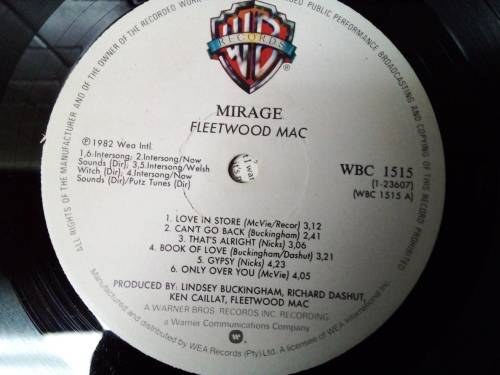 ALL RIGHTS OF THE MANUFACTURER AND OF THE OWNER OF THE RECORDED WORK
PUBLIC PERFORMANCE BROADCASTING AND COPYING OF THIS RECORD PROHIBITED
WB
RECORDS
®
MIRAGE
FLEETWOOD MAC
℗1982 Wea Intl.
1,6-Intersong; 2.Intersong/Now
Sounds (Dir); 3,5.Intersong/Welsh
Witch (Dir); 4.Intersong/Now
Sounds (Dir)/Putz Tunes (Dir)
WBC 1515
(1-23607)
(WBC 1515 A)
1. LOVE IN STORE (McVie/Recor) 3,12
2. CAN'T GO BACK (Buckingham) 2,41
3. THAT'S ALRIGHT (Nicks) 3,06
4. BOOK OF LOVE (Buckingham/Dashut) 3,21
5. GYPSY (Nicks) 4,23
6. ONLY OVER YOU (McVie) 4,05
PRODUCED BY: LINDSEY BUCKINGHAM, RICHARD DASHUT,
KEN CAILLAT, FLEETWOOD MAC
A WARNER BROS. RECORDS INC. RECORDING
a Warner Communications Company
Manufactured and distributed by WEA Records (Pty) Ltd. A licensee of WEA International Inc.